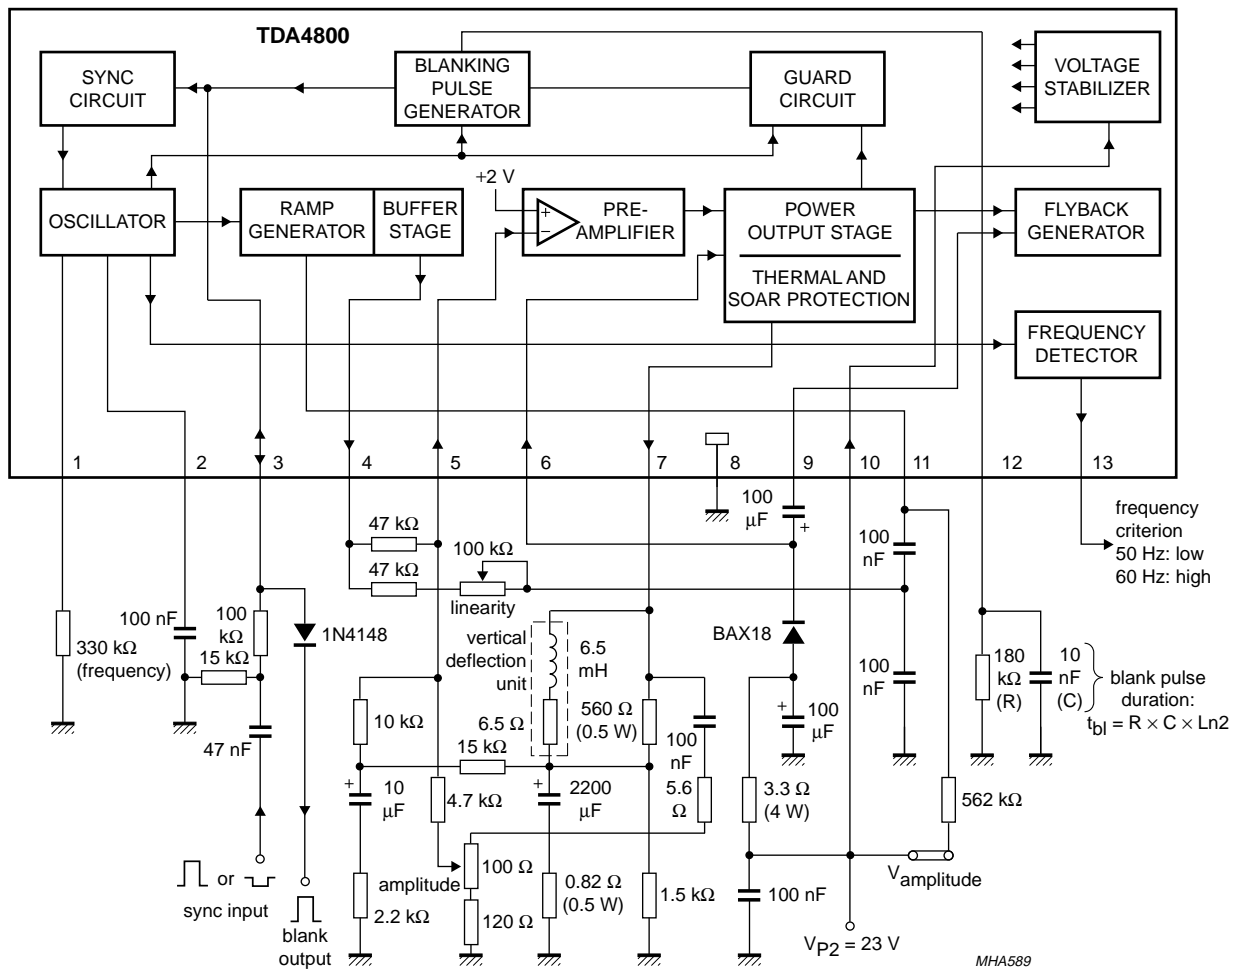 TDA4800
SYNC
CIRCUIT
BLANKING
PULSE
GENERATOR
GUARD
CIRCUIT
VOLTAGE
STABILIZER
+2 V
OSCILLATOR
RAMP
GENERATOR
BUFFER
STAGE
+
−
PRE-
AMPLIFIER
POWER
OUTPUT STAGE
THERMAL AND
SOAR PROTECTION
FLYBACK
GENERATOR
FREQUENCY
DETECTOR
1 2 3 4 5 6 7 8 9 10 11 12 13
100
μF
+
frequency
criterion
50 Hz: low
60 Hz: high
47 kΩ
100 kΩ
100
nF
47 kΩ
linearity
330 kΩ
(frequency)
100 nF
100
kΩ
15 kΩ
1N4148
47 nF
vertical
deflection
unit
6.5
mH
6.5 Ω
BAX18
100
nF
180
kΩ
(R)
10
nF
(C)
blank pulse
duration:
tbl = R × C × Ln2
10 kΩ
15 kΩ
560 Ω
(0.5 W)
100
nF
+
100
μF
+
10
μF
4.7 kΩ
+
2200
μF
5.6
Ω
3.3 Ω
(4 W)
562 kΩ
or
sync input
blank
output
amplitude
100 Ω
2.2 kΩ
120 Ω
0.82 Ω
(0.5 W)
1.5 kΩ
100 nF
Vamplitude
VP2 = 23 V
MHA589